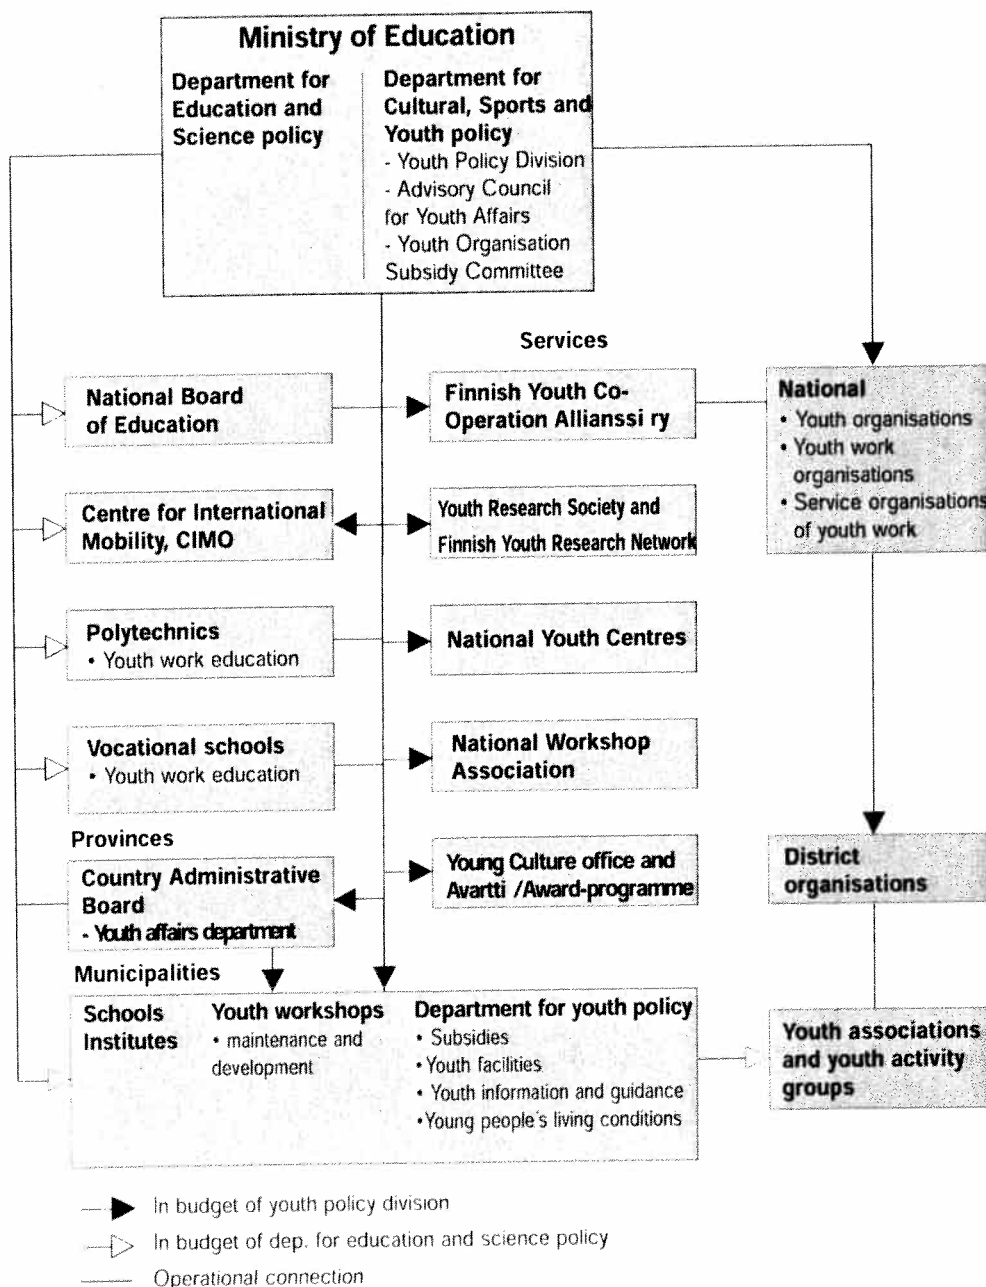 Ministry of Education
Department for
Education and
Science policy
Department for
Cultural, Sports and
Youth policy
- Youth Policy Division
- Advisory Council
for Youth Affairs
- Youth Organisation
Subsidy Committee
Services
National Board
of Education
Finnish Youth Co-
Operation Allianssi ry
National
• Youth organisations
• Youth work
organisations
• Service organisations
of youth work
Centre for International
Mobility, CIMO
Youth Research Society and
Finnish Youth Research Network
Polytechnics
• Youth work education
National Youth Centres
Vocational schools
• Youth work education
National Workshop
Association
Provinces
Country Administrative
Board
- Youth affairs department
Young Culture office and
Avartti /Award-programme
District
organisations
Municipalities
Schools
Institutes
Youth workshops
• maintenance and
development
Department for youth policy
• Subsidies
• Youth facilities
• Youth information and guidance
• Young people's living conditions
Youth associations
and youth activity
groups
In budget of youth policy division
In budget of dep. for education and science policy
Operational connection